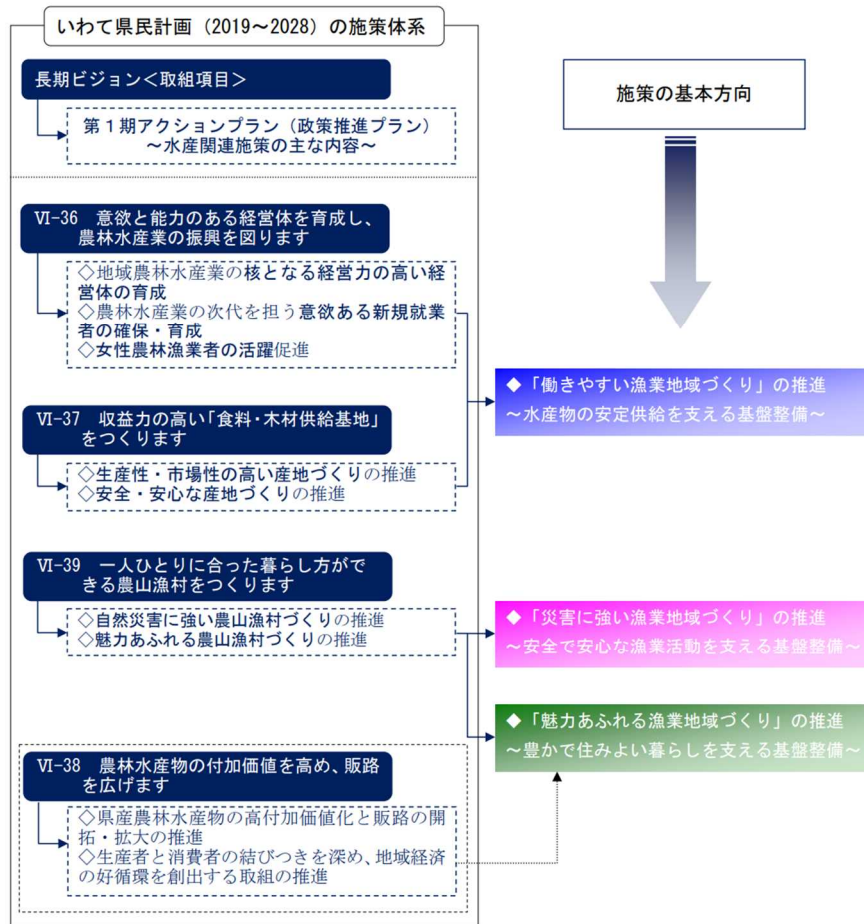 いわて県民計画（2019～2028）の施策体系
長期ビジョン＜取組項目＞
第１期アクションプラン（政策推進プラン）
～水産関連施策の主な内容～
施策の基本方向
Ⅵ-36　意欲と能力のある経営体を育成し、
農林水産業の振興を図ります
◇地域農林水産業の核となる経営力の高い経
営体の育成
◇農林水産業の次代を担う意欲ある新規就業
者の確保・育成
◇女性農林漁業者の活躍促進
Ⅵ-37　収益力の高い｢食料・木材供給基地｣
をつくります
◇生産性・市場性の高い産地づくりの推進
◇安全・安心な産地づくりの推進
◆「働きやすい漁業地域づくり」の推進
～水産物の安定供給を支える基盤整備～
Ⅵ-39　一人ひとりに合った暮らし方がで
きる農山漁村をつくります
◇自然災害に強い農山漁村づくりの推進
◇魅力あふれる農山漁村づくりの推進
◆「災害に強い漁業地域づくり」の推進
～安全で安心な漁業活動を支える基盤整備～
◆「魅力あふれる漁業地域づくり」の推進
～豊かで住みよい暮らしを支える基盤整備～
Ⅵ-38　農林水産物の付加価値を高め、販路
を広げます
◇県産農林水産物の高付加価値化と販路の開
拓・拡大の推進
◇生産者と消費者の結びつきを深め、地域経済
の好循環を創出する取組の推進